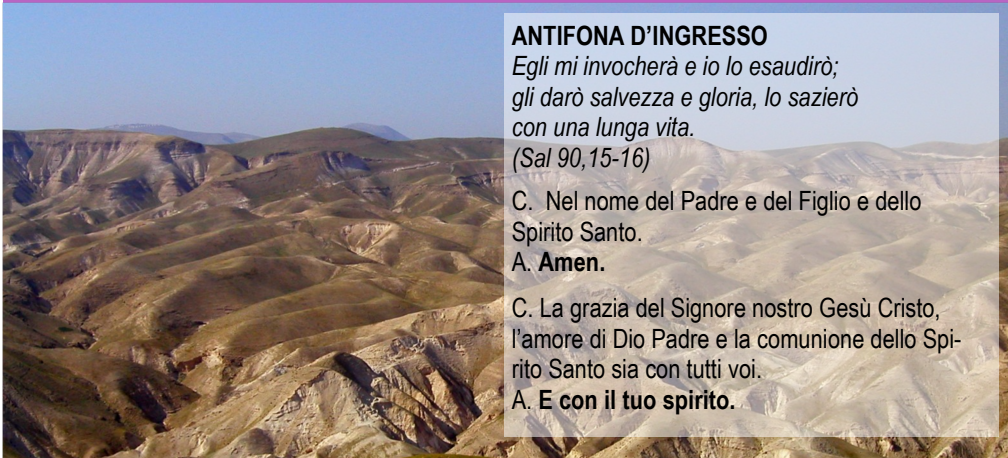 ANTIFONA D’INGRESSO
Egli mi invocherà e io lo esaudirò;
gli darò salvezza e gloria, lo sazierò
con una lunga vita.
(Sal 90,15-16)
C.  Nel nome del Padre e del Figlio e dello
Spirito Santo.
A. Amen.
C. La grazia del Signore nostro Gesù Cristo,
l’amore di Dio Padre e la comunione dello Spi-
rito Santo sia con tutti voi.
A. E con il tuo spirito.